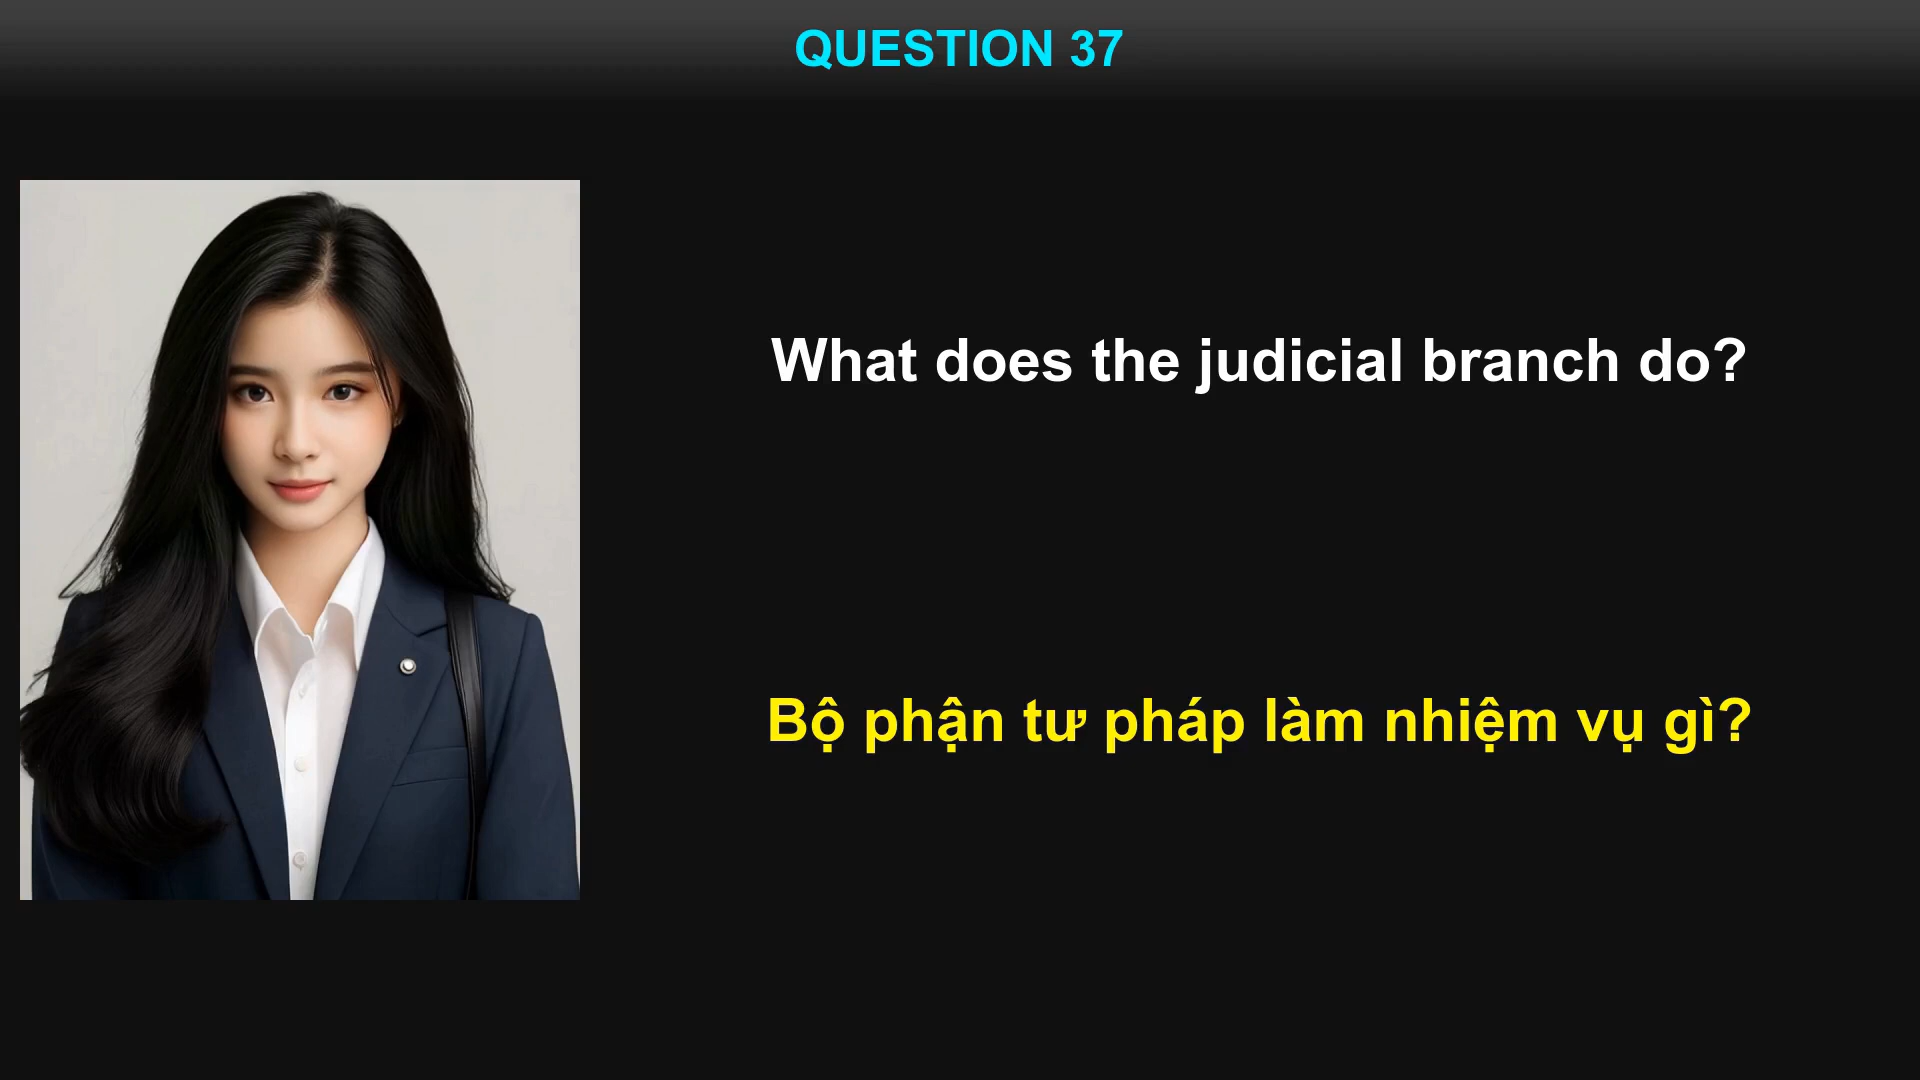 QUESTION 37
What does the judicial branch do?
Bộ phận tư pháp làm nhiệm vụ gì?